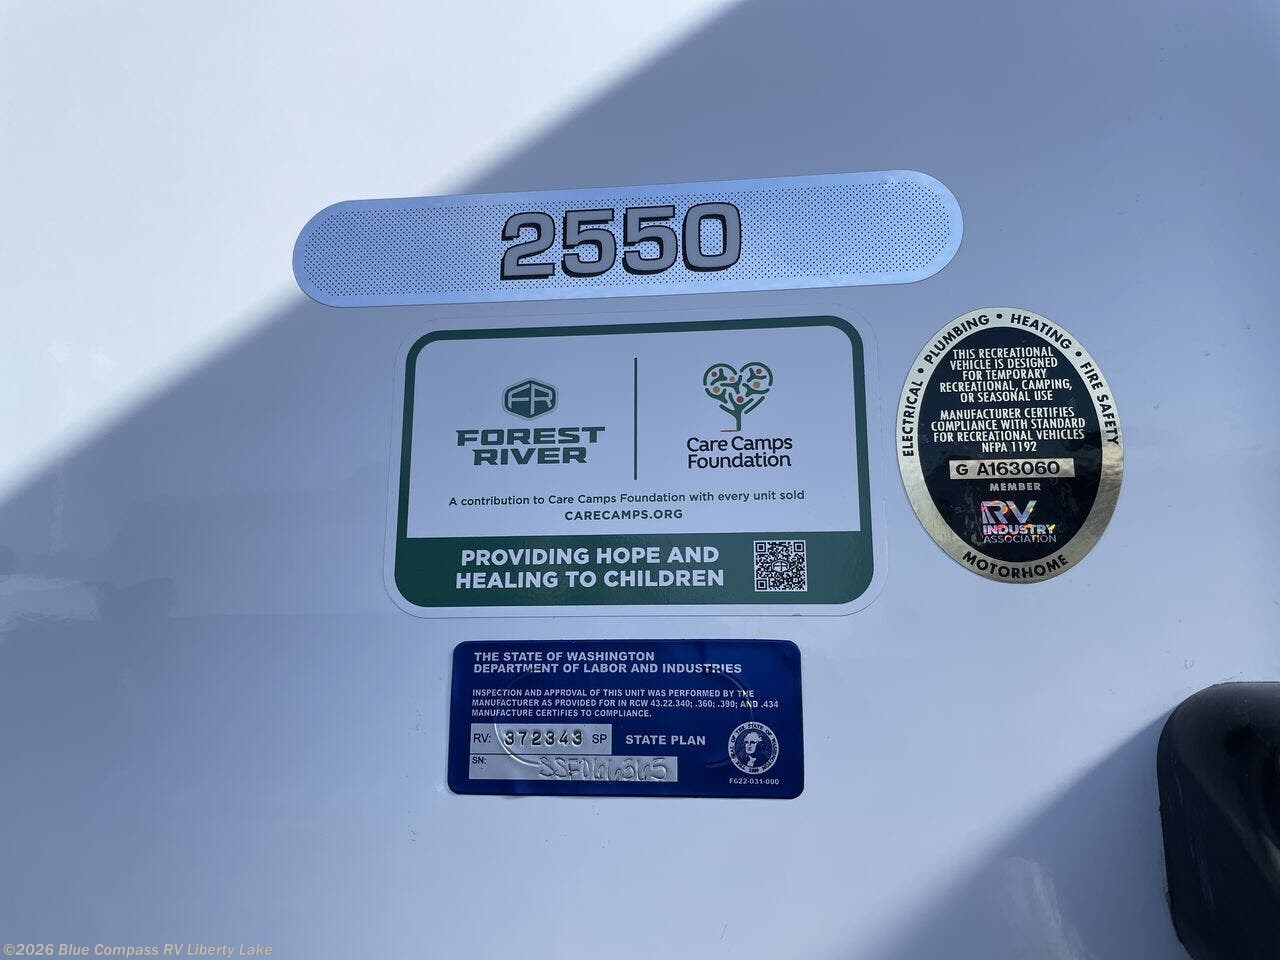 2550
FOREST
RIVER
Care Camps
Foundation
A contribution to Care Camps Foundation with every unit sold
CARECAMPS.ORG
PROVIDING HOPE AND
HEALING TO CHILDREN
ELECTRICAL • PLUMBING • HEATING • FIRE SAFETY
THIS RECREATIONAL
VEHICLE IS DESIGNED
FOR TEMPORARY
RECREATIONAL, CAMPING,
OR SEASONAL USE
MANUFACTURER CERTIFIES
COMPLIANCE WITH STANDARD
FOR RECREATIONAL VEHICLES
NFPA 1192
G A163060
MEMBER
RV
INDUSTRY
ASSOCIATION
MOTORHOME
THE STATE OF WASHINGTON
DEPARTMENT OF LABOR AND INDUSTRIES
INSPECTION AND APPROVAL OF THIS UNIT WAS PERFORMED BY THE
MANUFACTURER AS PROVIDED FOR IN RCW 43.22.340; .360; .390; AND .434
MANUFACTURE CERTIFIES TO COMPLIANCE.
RV: 372343 SP STATE PLAN
SN:
F622-031-000
©2026 Blue Compass RV Liberty Lake